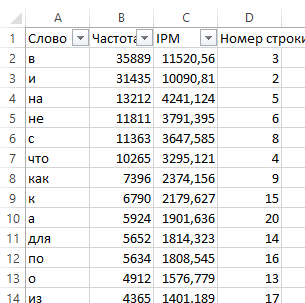 A B C D
1 Слово Частота IPM Номер строки
2 в 35889 11520,56 3
3 и 31435 10090,81 2
4 на 13212 4241,124 5
5 не 11811 3791,395 6
6 с 11363 3647,585 8
7 что 10265 3295,121 4
8 как 7396 2374,156 9
9 к 6790 2179,627 15
10 а 5924 1901,636 20
11 для 5652 1814,323 14
12 по 5634 1808,545 16
13 о 4912 1576,779 13
14 из 4365 1401,189 17